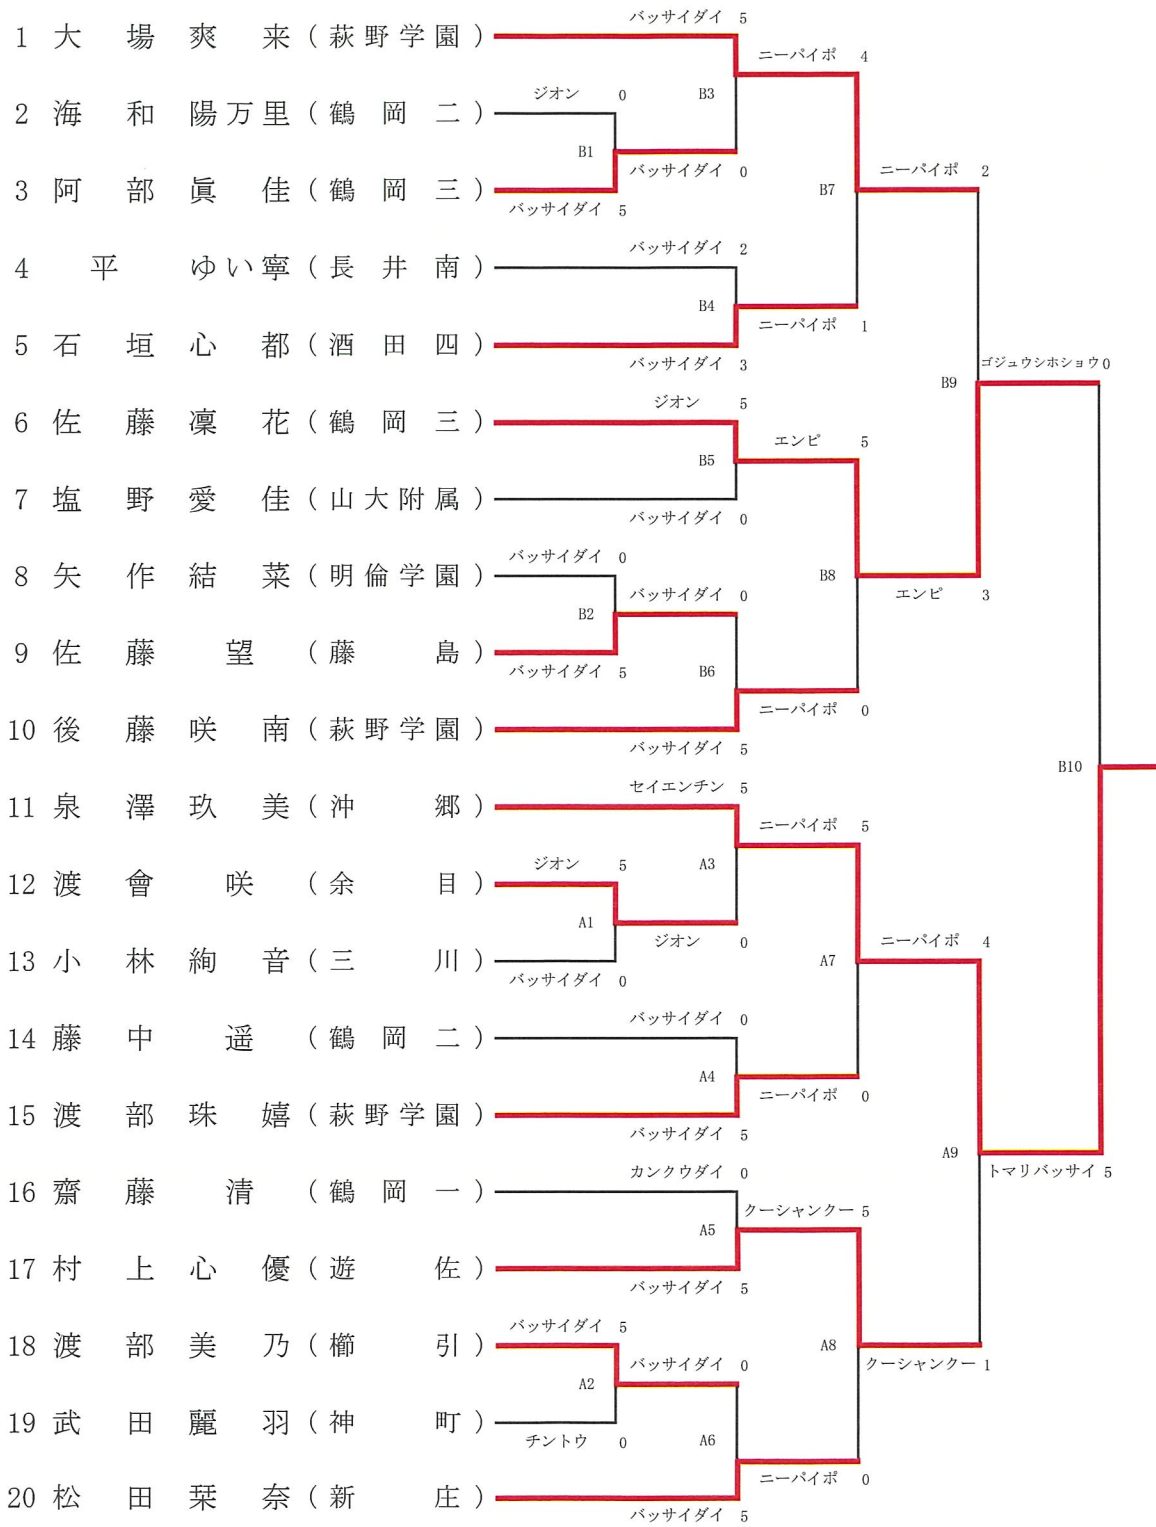 バッサイダイ 5
1 大場爽来(萩野学園)
ニーパイポ 4
ジオン 0
B3
2 海和陽万里(鶴岡二)
B1
バッサイダイ 0
ニーパイポ 2
3 阿部眞佳(鶴岡三)
B7
バッサイダイ 5
バッサイダイ 2
4 平ゆい寧(長井南)
B4
ニーパイポ 1
5 石垣心都(酒田四)
バッサイダイ 3
ゴジュウシホショウ 0
B9
ジオン 5
6 佐藤凜花(鶴岡三)
エンピ 5
B5
7 塩野愛佳(山大附属)
バッサイダイ 0
バッサイダイ 0
8 矢作結菜(明倫学園)
B8
バッサイダイ 0
エンピ 3
B2
9 佐藤望(藤島)
バッサイダイ 5
B6
ニーパイポ 0
10 後藤咲南(萩野学園)
バッサイダイ 5
B10
セイエンチン 5
11 泉澤玖美(沖郷)
ニーパイポ 5
ジオン 5
A3
12 渡會咲(余目)
A1
ジオン 0
ニーパイポ 4
13 小林絢音(三川)
A7
バッサイダイ 0
バッサイダイ 0
14 藤中遥(鶴岡二)
A4
ニーパイポ 0
15 渡部珠嬉(萩野学園)
バッサイダイ 5
A9
カンクウダイ 0
トマリバッサイ 5
16 齋藤清(鶴岡一)
クーシャンクー 5
A5
17 村上心優(遊佐)
バッサイダイ 5
バッサイダイ 5
18 渡部美乃(櫛引)
A8
バッサイダイ 0
クーシャンクー 1
A2
19 武田麗羽(神町)
チントウ 0
A6
ニーパイポ 0
20 松田栞奈(新庄)
バッサイダイ 5